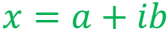 x = a + ib